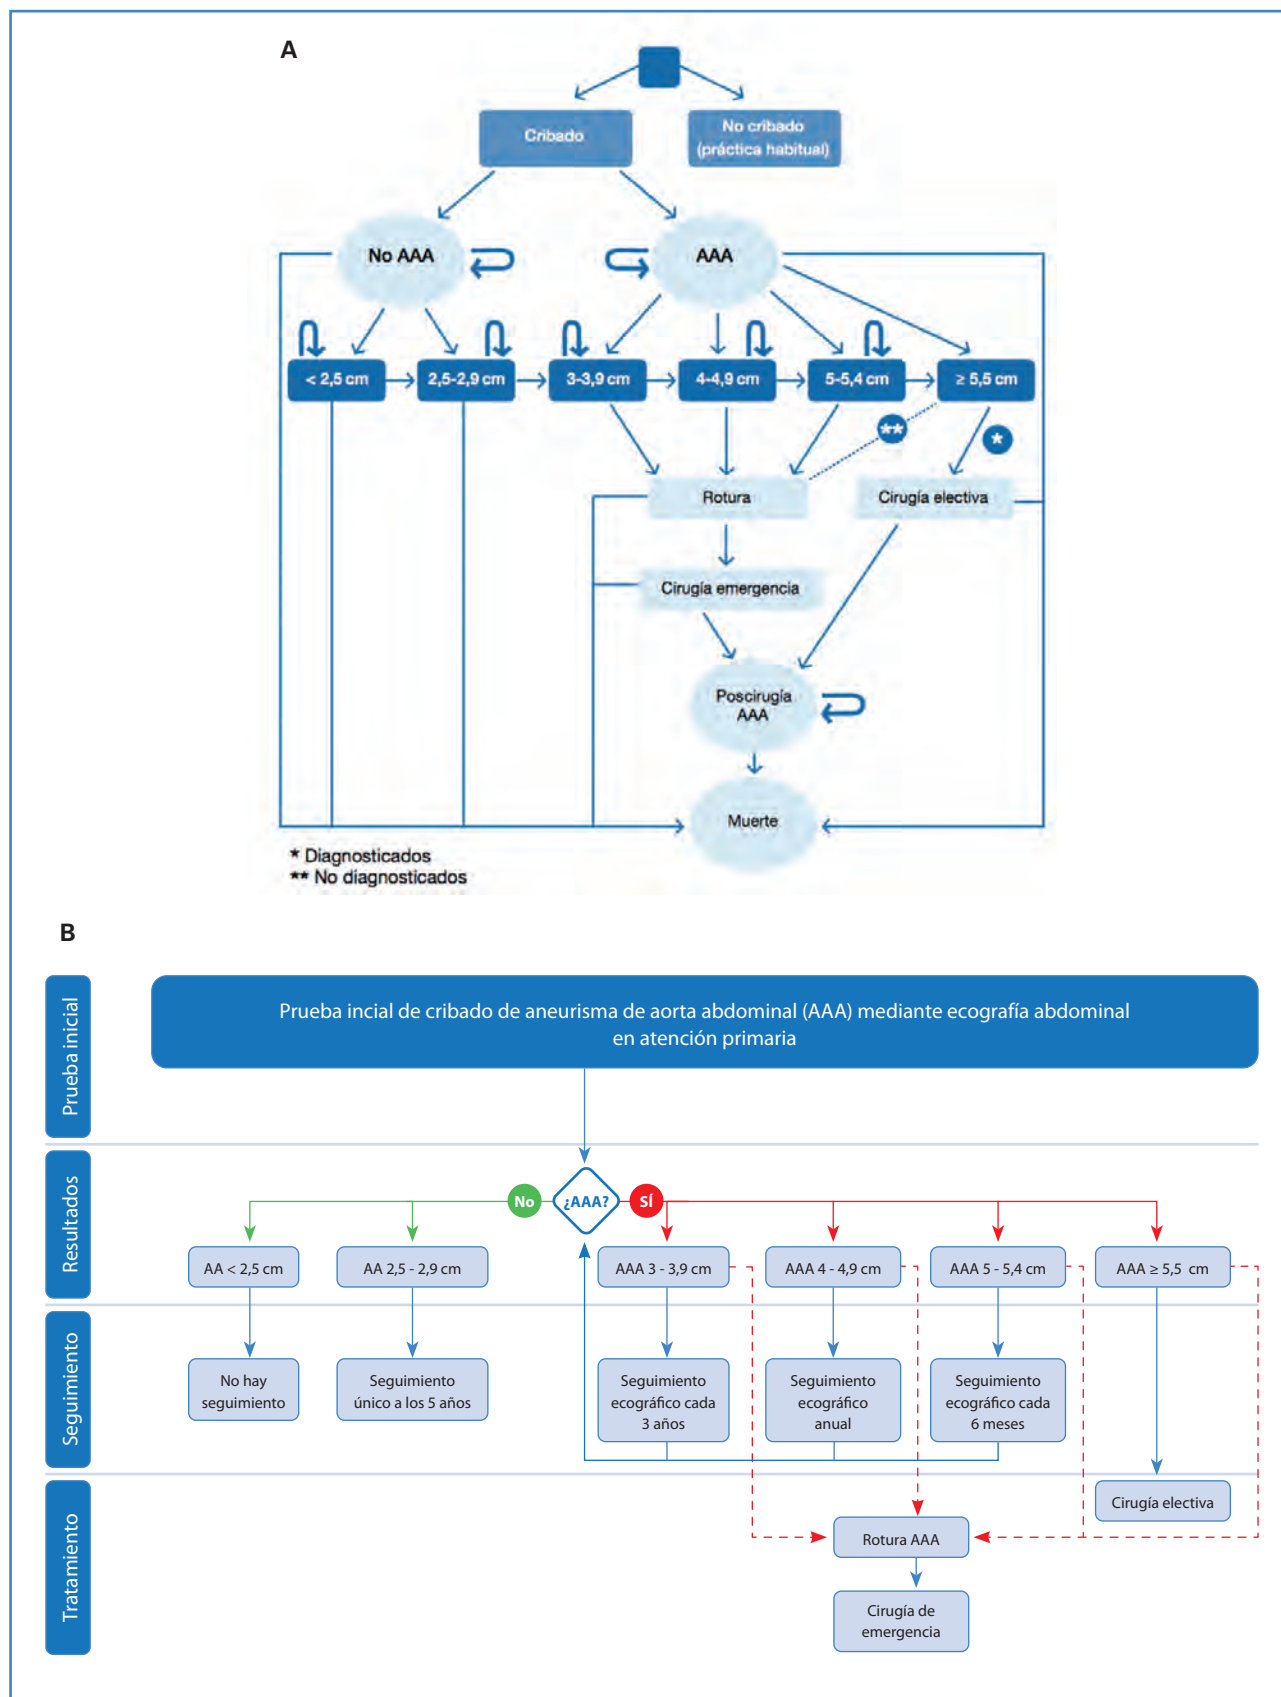 A
Cribado
No cribado
(práctica habitual)
No AAA
AAA
< 2,5 cm
2,5-2,9 cm
3-3,9 cm
4-4,9 cm
5-5,4 cm
≥ 5,5 cm
**
*
Rotura
Cirugía electiva
Cirugía emergencia
Poscirugía
AAA
Muerte
* Diagnosticados
** No diagnosticados
B
Prueba inicial
Prueba incial de cribado de aneurisma de aorta abdominal (AAA) mediante ecografía abdominal
en atención primaria
Resultados
No
¿AAA?
SÍ
AA < 2,5 cm
AA 2,5 - 2,9 cm
AAA 3 - 3,9 cm
AAA 4 - 4,9 cm
AAA 5 - 5,4 cm
AAA ≥ 5,5 cm
Seguimiento
No hay
seguimiento
Seguimiento
único a los 5 años
Seguimiento
ecográfico cada
3 años
Seguimiento
ecográfico
anual
Seguimiento
ecográfico cada
6 meses
Tratamiento
Cirugía electiva
Rotura AAA
Cirugía de
emergencia